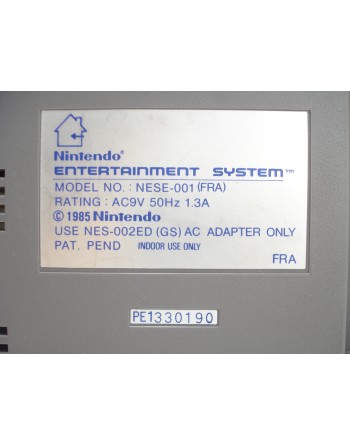 Nintendo®
ENTERTAINMENT SYSTEM™
MODEL NO. : NESE-001 (FRA)
RATING : AC9V 50Hz 1.3A
©1985 Nintendo
USE NES-002ED (GS) AC ADAPTER ONLY
PAT. PEND INDOOR USE ONLY
FRA
PE1330190